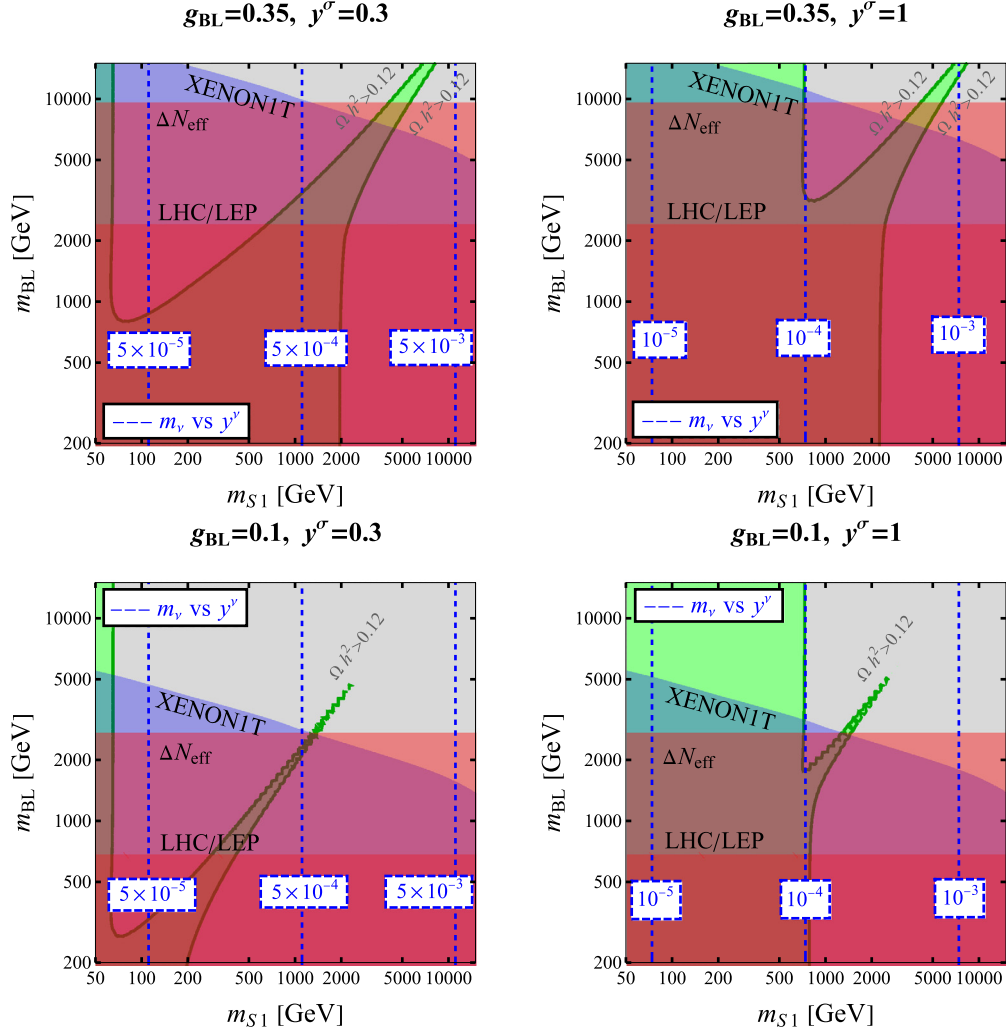 g_BL=0.35, y^σ=0.3
10000
5000
2000
1000
500
200
m_BL [GeV]
XENON1T
Ω h²>0.12
Ω h²>0.12
ΔN_eff
LHC/LEP
5×10⁻⁵
5×10⁻⁴
5×10⁻³
--- m_ν vs y^ν
50 100 200 500 1000 2000 5000 10000
m_S1 [GeV]
g_BL=0.35, y^σ=1
10000
5000
2000
1000
500
200
m_BL [GeV]
XENON1T
Ω h²>0.12
Ω h²>0.12
ΔN_eff
LHC/LEP
10⁻⁵
10⁻⁴
10⁻³
--- m_ν vs y^ν
50 100 200 500 1000 2000 5000 10000
m_S1 [GeV]
g_BL=0.1, y^σ=0.3
--- m_ν vs y^ν
10000
5000
2000
1000
500
200
m_BL [GeV]
Ω h²>0.12
XENON1T
ΔN_eff
LHC/LEP
5×10⁻⁵
5×10⁻⁴
5×10⁻³
50 100 200 500 1000 2000 5000 10000
m_S1 [GeV]
g_BL=0.1, y^σ=1
--- m_ν vs y^ν
10000
5000
2000
1000
500
200
m_BL [GeV]
Ω h²>0.12
XENON1T
ΔN_eff
LHC/LEP
10⁻⁵
10⁻⁴
10⁻³
50 100 200 500 1000 2000 5000 10000
m_S1 [GeV]